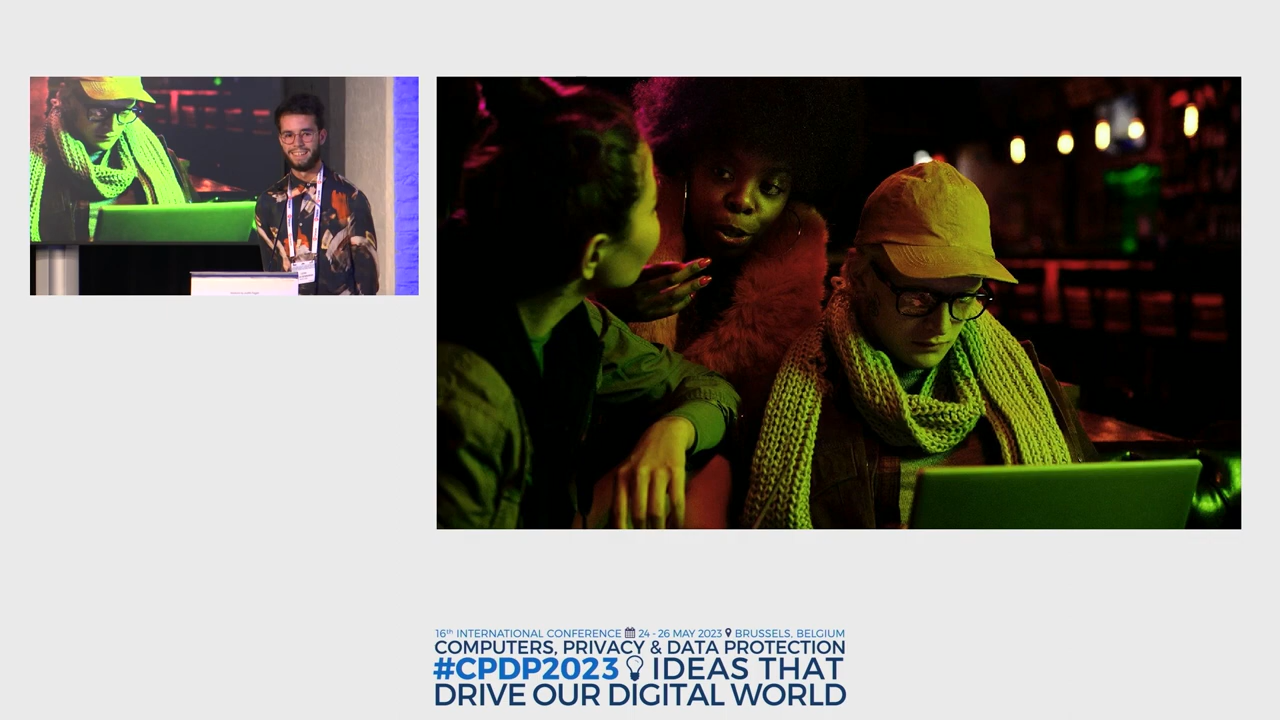 16th INTERNATIONAL CONFERENCE 24 - 26 MAY 2023 BRUSSELS, BELGIUM
COMPUTERS, PRIVACY & DATA PROTECTION
#CPDP2023 IDEAS THAT
DRIVE OUR DIGITAL WORLD